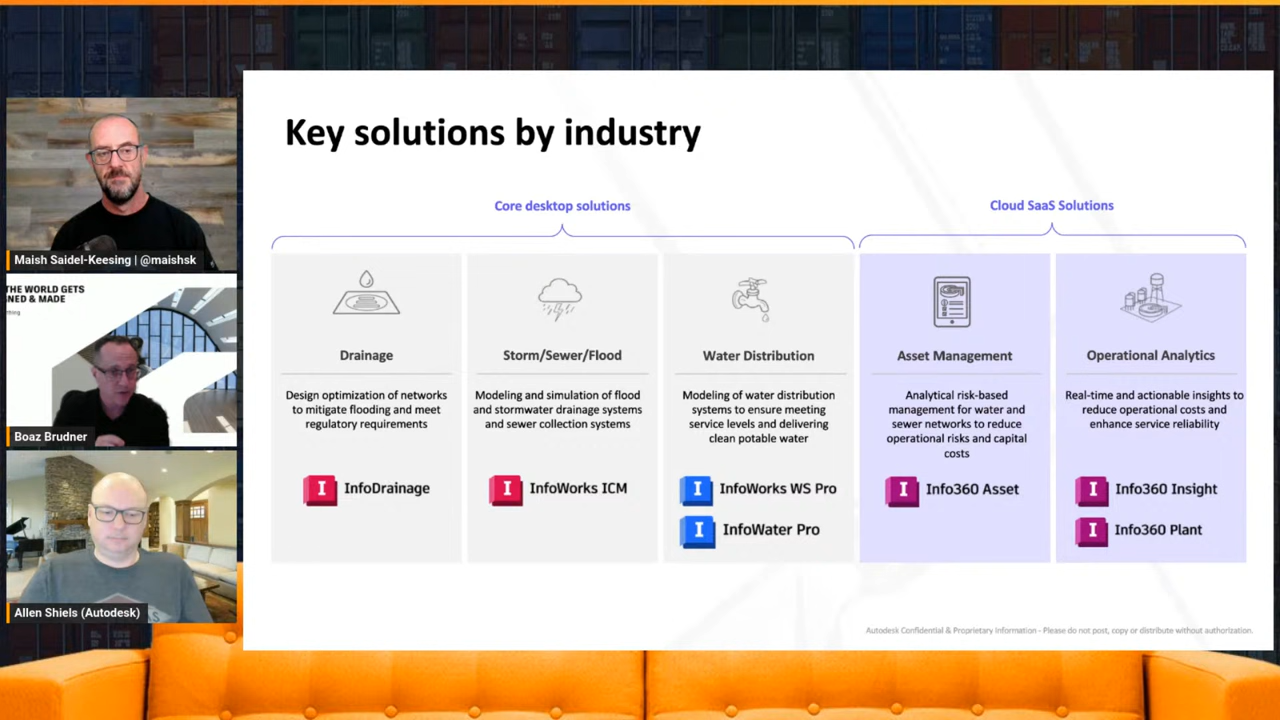 Key solutions by industry
Core desktop solutions
Cloud SaaS Solutions
Drainage
Design optimization of networks
to mitigate flooding and meet
regulatory requirements
I InfoDrainage
Storm/Sewer/Flood
Modeling and simulation of flood
and stormwater drainage systems
and sewer collection systems
I InfoWorks ICM
Water Distribution
Modeling of water distribution
systems to ensure meeting
service levels and delivering
clean potable water
I InfoWorks WS Pro
I InfoWater Pro
Asset Management
Analytical risk-based
management for water and
sewer networks to reduce
operational risks and capital
costs
I Info360 Asset
Operational Analytics
Real-time and actionable insights to
reduce operational costs and
enhance service reliability
I Info360 Insight
I Info360 Plant
Autodesk Confidential & Proprietary Information - Please do not post, copy or distribute without authorization.
Maish Saidel-Keesing | @maishsk
THE WORLD GETS
NED & MADE
Boaz Brudner
Allen Shiels (Autodesk)